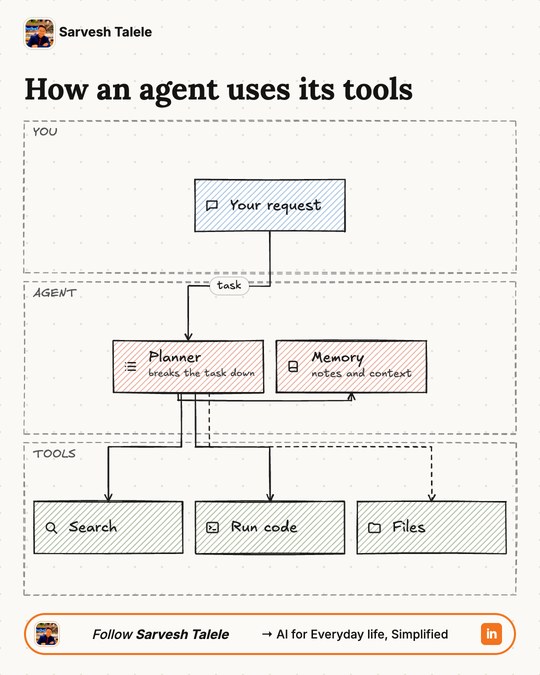 Sarvesh Talele
How an agent uses its tools
YOU
Your request
task
AGENT
Planner
breaks the task down
Memory
notes and context
TOOLS
Search
Run code
Files
Follow Sarvesh Talele
→ AI for Everyday life, Simplified
in